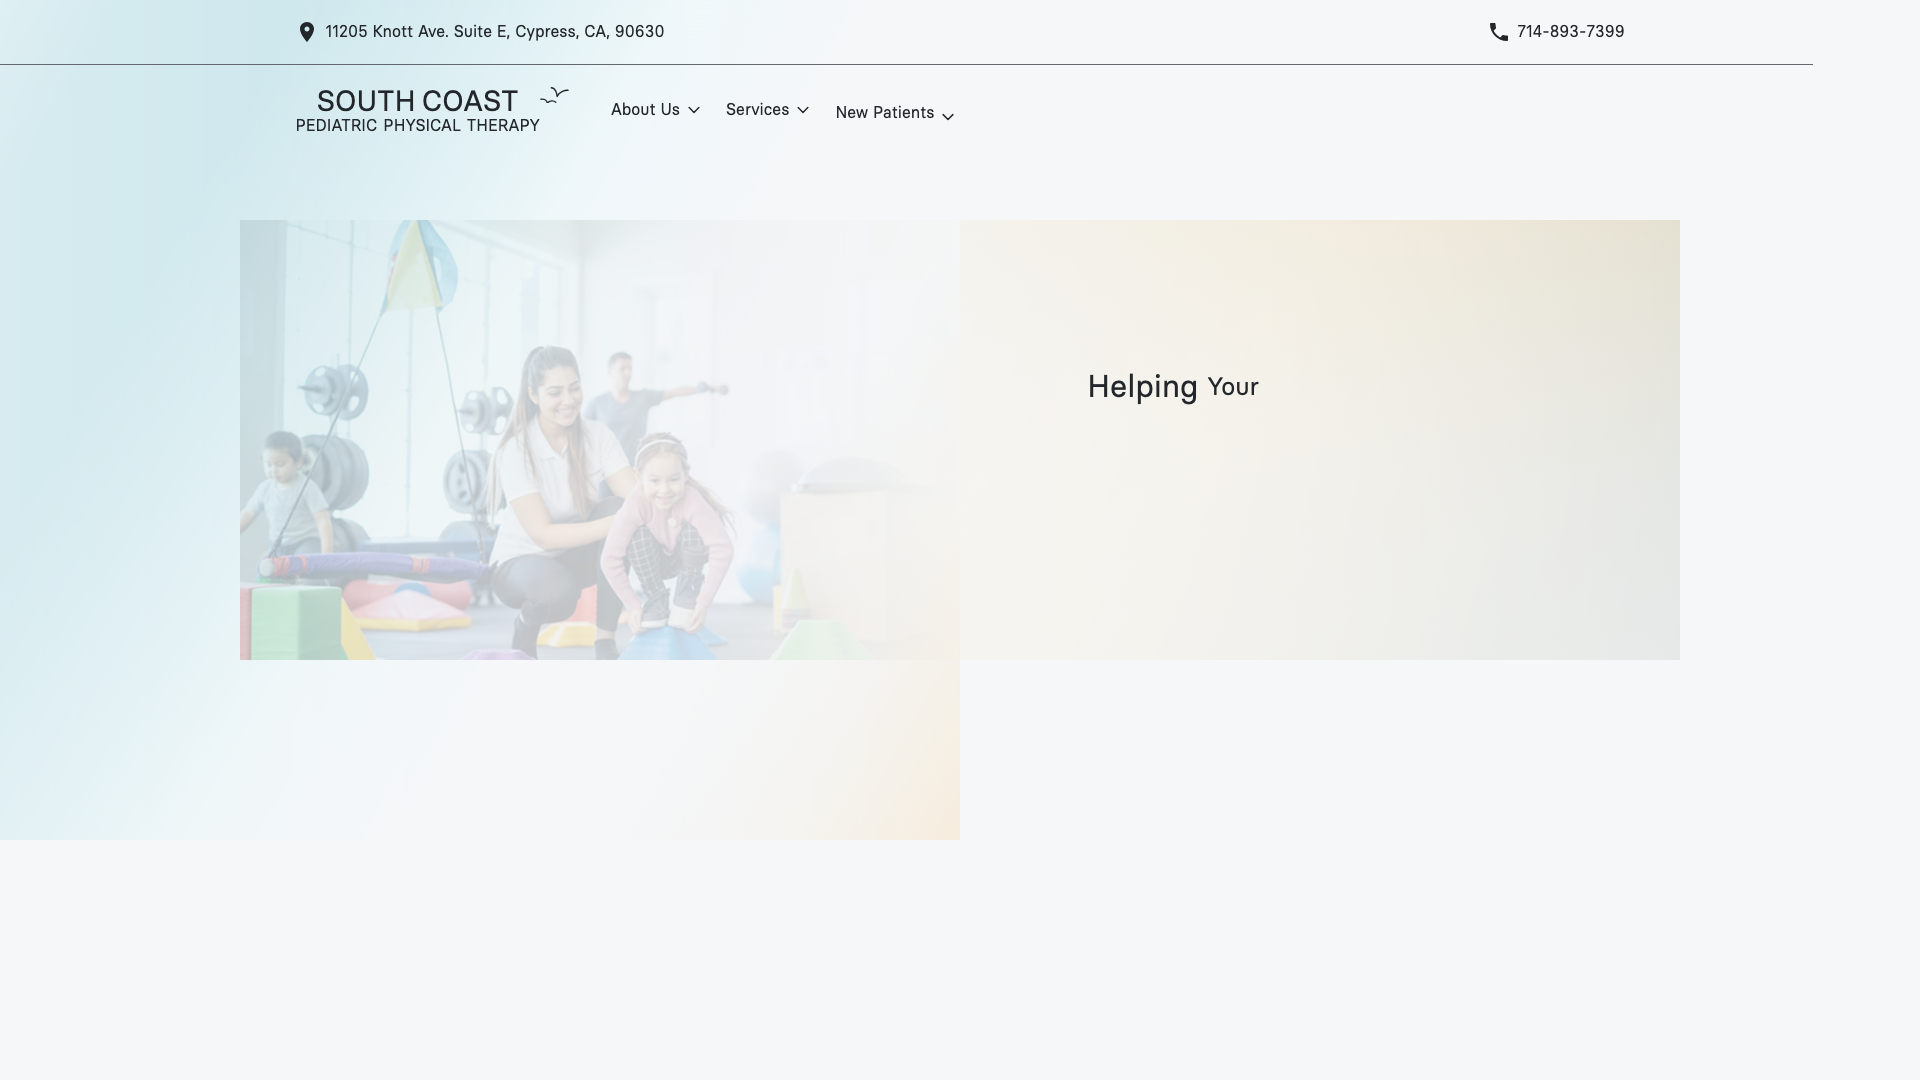 11205 Knott Ave. Suite E, Cypress, CA, 90630
714-893-7399
SOUTH COAST
PEDIATRIC PHYSICAL THERAPY
About Us
Services
New Patients
Helping Your